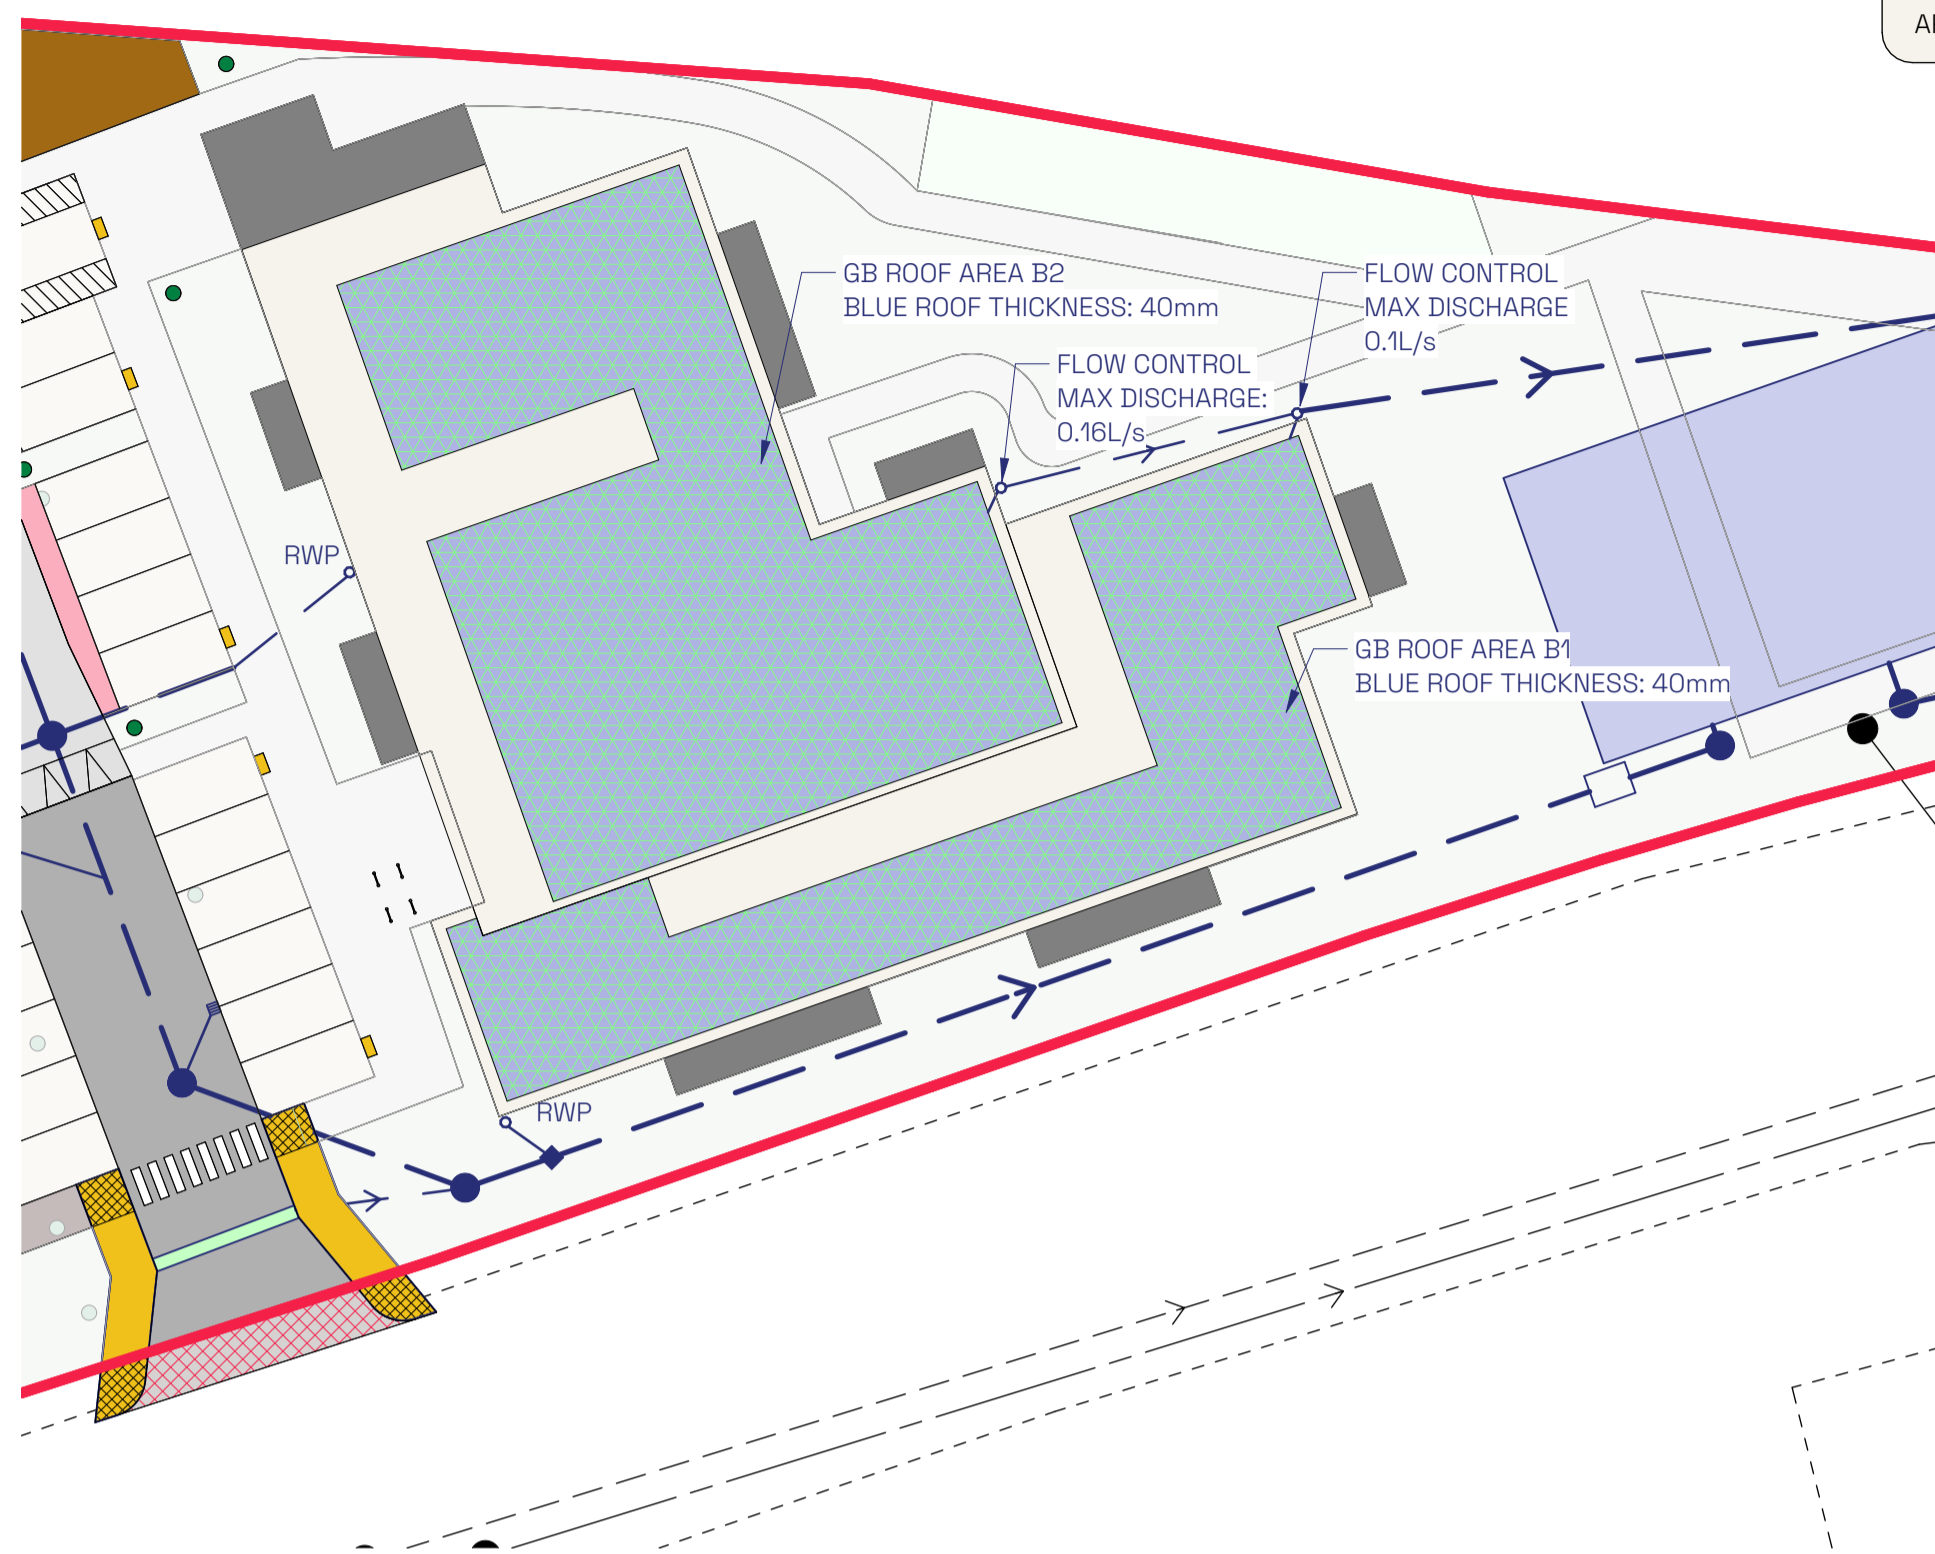 GB ROOF AREA B2
BLUE ROOF THICKNESS: 40mm
FLOW CONTROL
MAX DISCHARGE
0.1L/s
FLOW CONTROL
MAX DISCHARGE:
0.16L/s
RWP
GB ROOF AREA B1
BLUE ROOF THICKNESS: 40mm
RWP